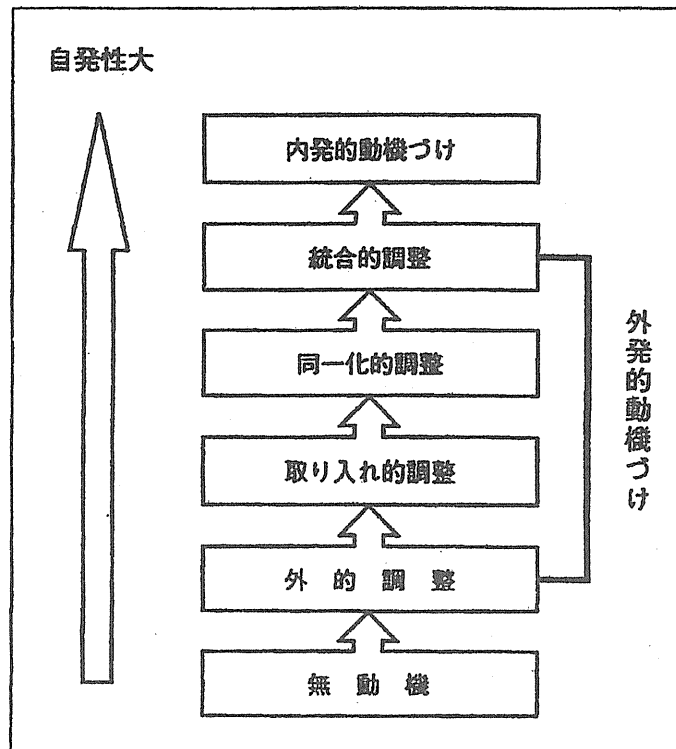 自発性大
内発的動機づけ
統合的調整
同一化的調整
取り入れ的調整
外的調整
無動機
外発的動機づけ